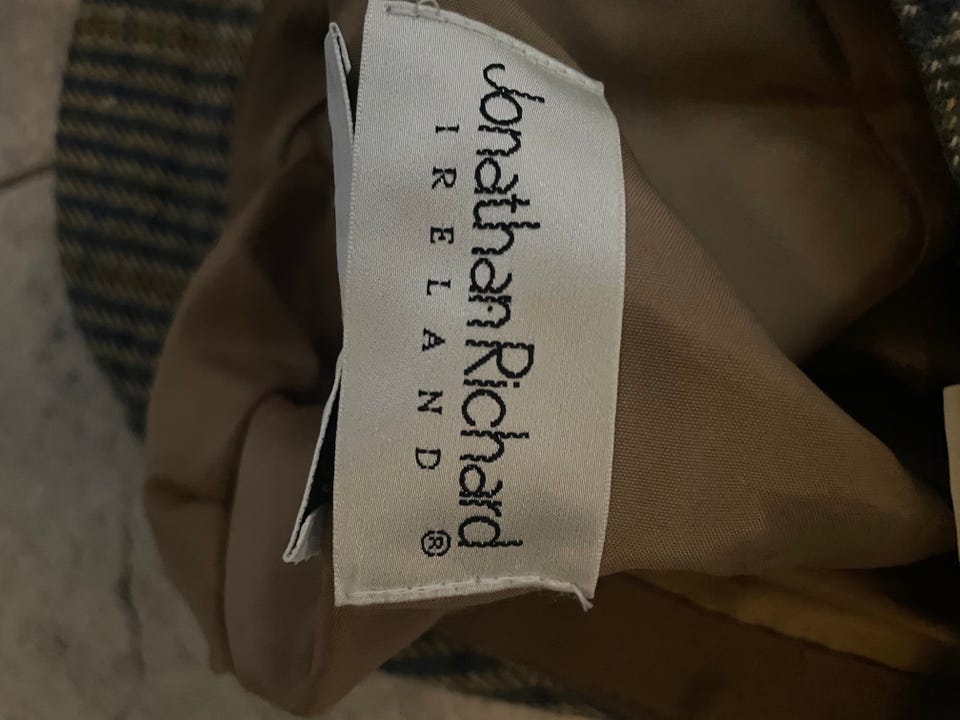 Jonathan Richard
IRELAND ®